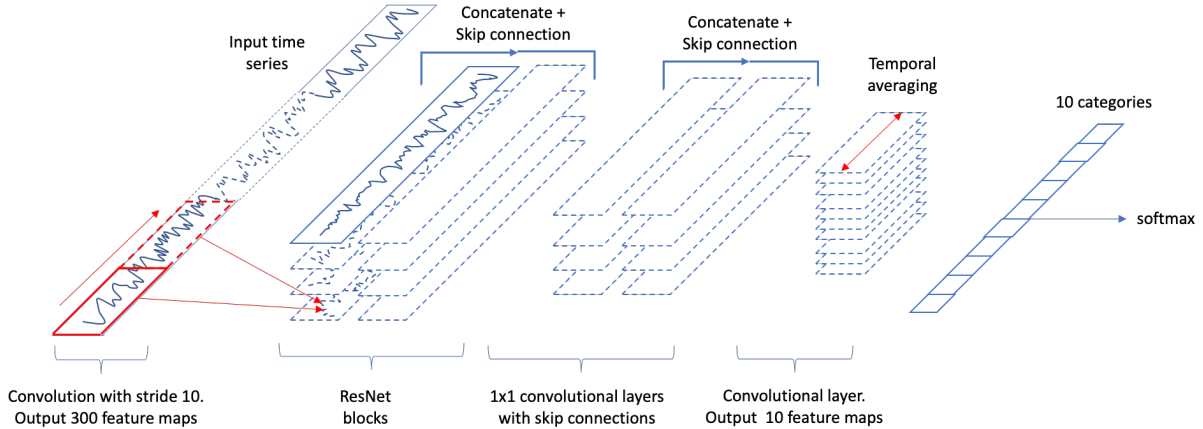 Input time
series
Concatenate +
Skip connection
Concatenate +
Skip connection
Temporal
averaging
10 categories
softmax
Convolution with stride 10.
Output 300 feature maps
ResNet
blocks
1x1 convolutional layers
with skip connections
Convolutional layer.
Output 10 feature maps